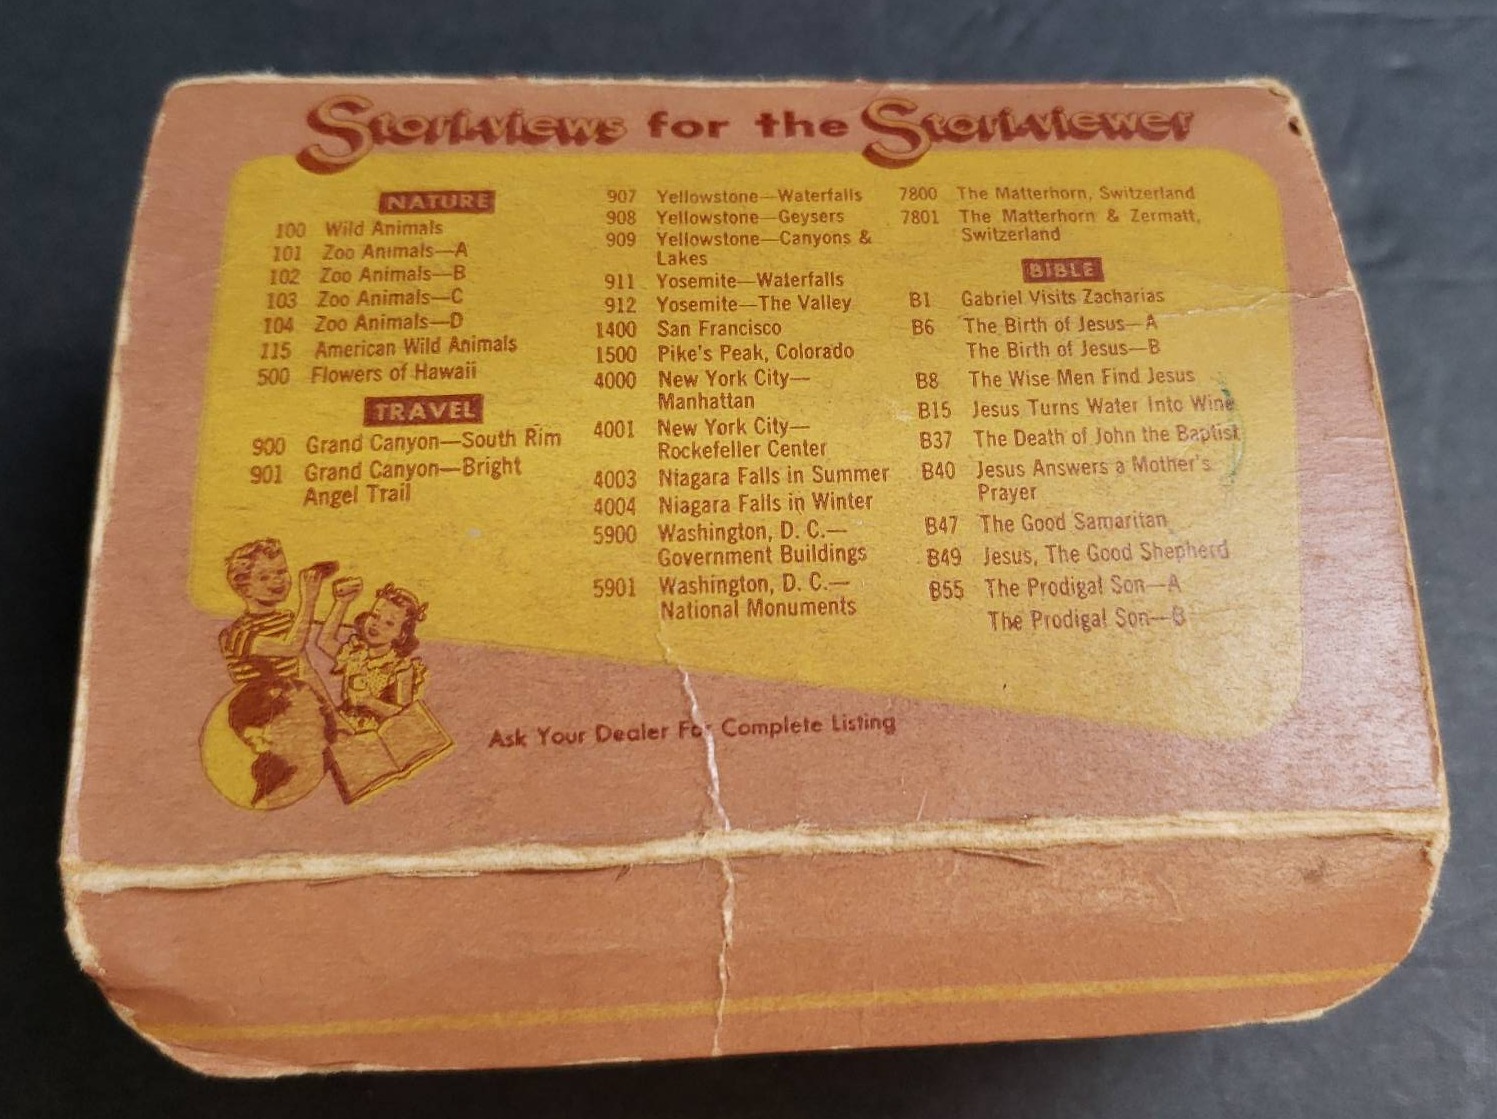 Stori-views for the Stori-viewer
NATURE
100 Wild Animals
101 Zoo Animals—A
102 Zoo Animals—B
103 Zoo Animals—C
104 Zoo Animals—D
115 American Wild Animals
500 Flowers of Hawaii
TRAVEL
900 Grand Canyon—South Rim
901 Grand Canyon—Bright
Angel Trail
907 Yellowstone—Waterfalls
908 Yellowstone—Geysers
909 Yellowstone—Canyons &
Lakes
911 Yosemite—Waterfalls
912 Yosemite—The Valley
1400 San Francisco
1500 Pike's Peak, Colorado
4000 New York City—
Manhattan
4001 New York City—
Rockefeller Center
4003 Niagara Falls in Summer
4004 Niagara Falls in Winter
5900 Washington, D. C.—
Government Buildings
5901 Washington, D. C.—
National Monuments
7800 The Matterhorn, Switzerland
7801 The Matterhorn & Zermatt,
Switzerland
BIBLE
B1 Gabriel Visits Zacharias
B6 The Birth of Jesus—A
The Birth of Jesus—B
B8 The Wise Men Find Jesus
B15 Jesus Turns Water Into Wine
B37 The Death of John the Baptist
B40 Jesus Answers a Mother's
Prayer
B47 The Good Samaritan
B49 Jesus, The Good Shepherd
B55 The Prodigal Son—A
The Prodigal Son—B
Ask Your Dealer For Complete Listing